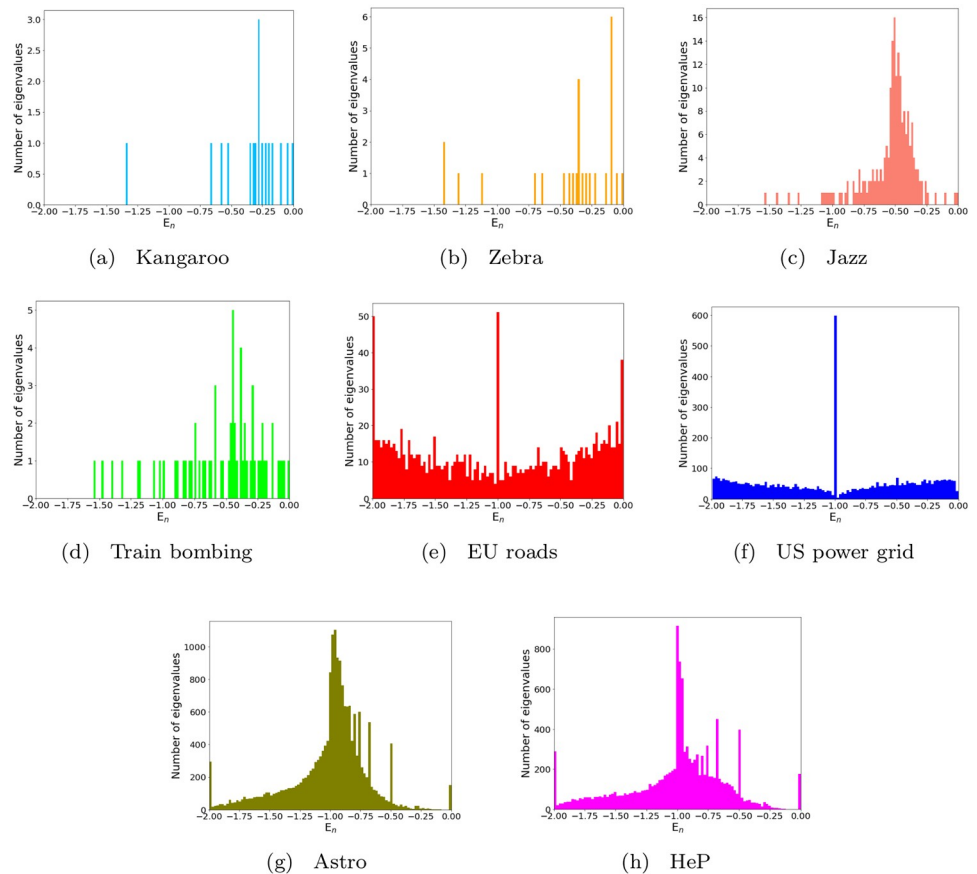 Number of eigenvalues
3.0
2.5
2.0
1.5
1.0
0.5
0.0
−2.00 −1.75 −1.50 −1.25 −1.00 −0.75 −0.50 −0.25 0.00
En
(a) Kangaroo
Number of eigenvalues
6
5
4
3
2
1
0
−2.00 −1.75 −1.50 −1.25 −1.00 −0.75 −0.50 −0.25 0.00
En
(b) Zebra
Number of eigenvalues
16
14
12
10
8
6
4
2
0
−2.00 −1.75 −1.50 −1.25 −1.00 −0.75 −0.50 −0.25 0.00
En
(c) Jazz
Number of eigenvalues
5
4
3
2
1
0
−2.00 −1.75 −1.50 −1.25 −1.00 −0.75 −0.50 −0.25 0.00
En
(d) Train bombing
Number of eigenvalues
50
40
30
20
10
0
−2.00 −1.75 −1.50 −1.25 −1.00 −0.75 −0.50 −0.25 0.00
En
(e) EU roads
Number of eigenvalues
600
500
400
300
200
100
0
−2.00 −1.75 −1.50 −1.25 −1.00 −0.75 −0.50 −0.25 0.00
En
(f) US power grid
Number of eigenvalues
1000
800
600
400
200
0
−2.00 −1.75 −1.50 −1.25 −1.00 −0.75 −0.50 −0.25 0.00
En
(g) Astro
Number of eigenvalues
800
600
400
200
0
−2.00 −1.75 −1.50 −1.25 −1.00 −0.75 −0.50 −0.25 0.00
En
(h) HeP